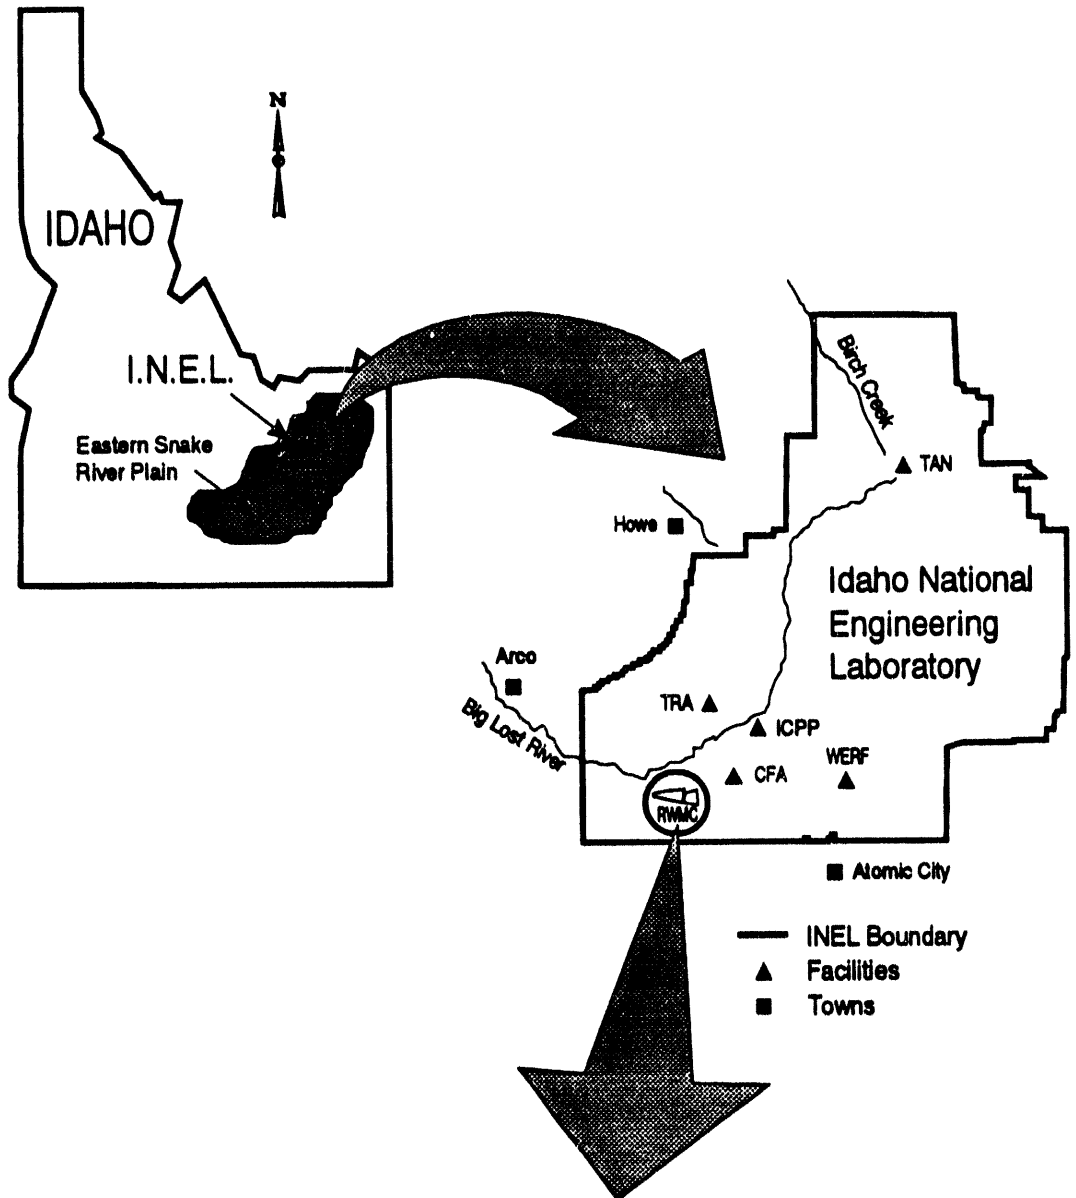 N
IDAHO
I.N.E.L.
Eastern Snake
River Plain
Birch Creek
TAN
Howe
Idaho National
Engineering
Laboratory
Arco
Big Lost River
TRA
ICPP
WERF
CFA
RWMC
Atomic City
INEL Boundary
Facilities
Towns